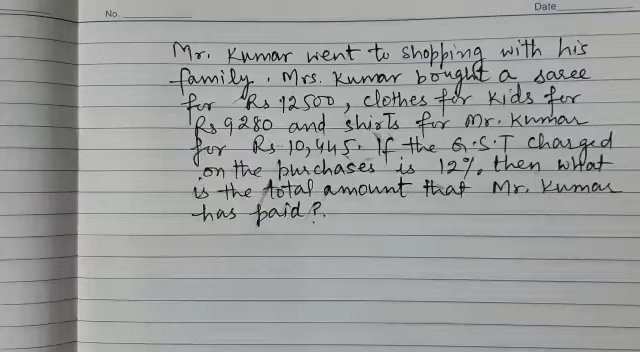 No.
Date
Mr. Kumar went to shopping with his
family. Mrs. Kumar bought a saree
for Rs 12500, clothes for kids for
Rs 9280 and shirts for Mr. Kumar
for Rs. 10,445. If the G.S.T charged
on the purchases is 12%, then what
is the total amount that Mr. Kumar
has paid?